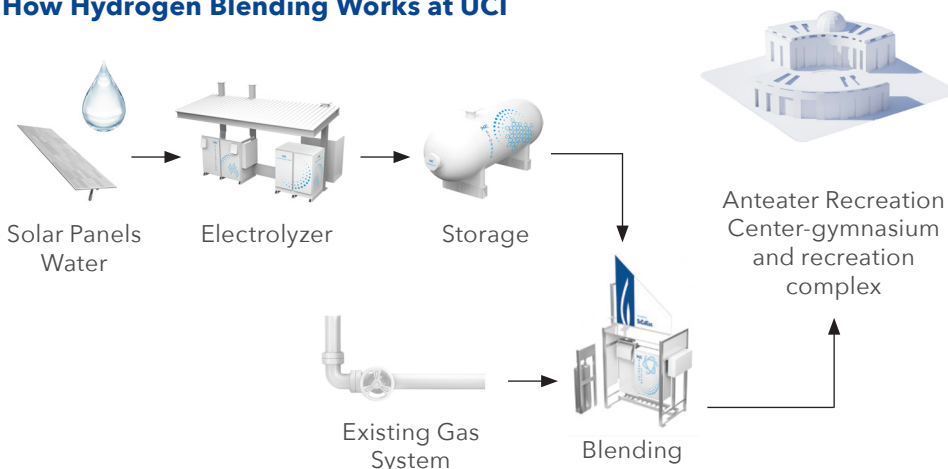 How Hydrogen Blending Works at UCI
Solar Panels
Water
Electrolyzer
Storage
Anteater Recreation
Center-gymnasium
and recreation
complex
Existing Gas
System
Blending